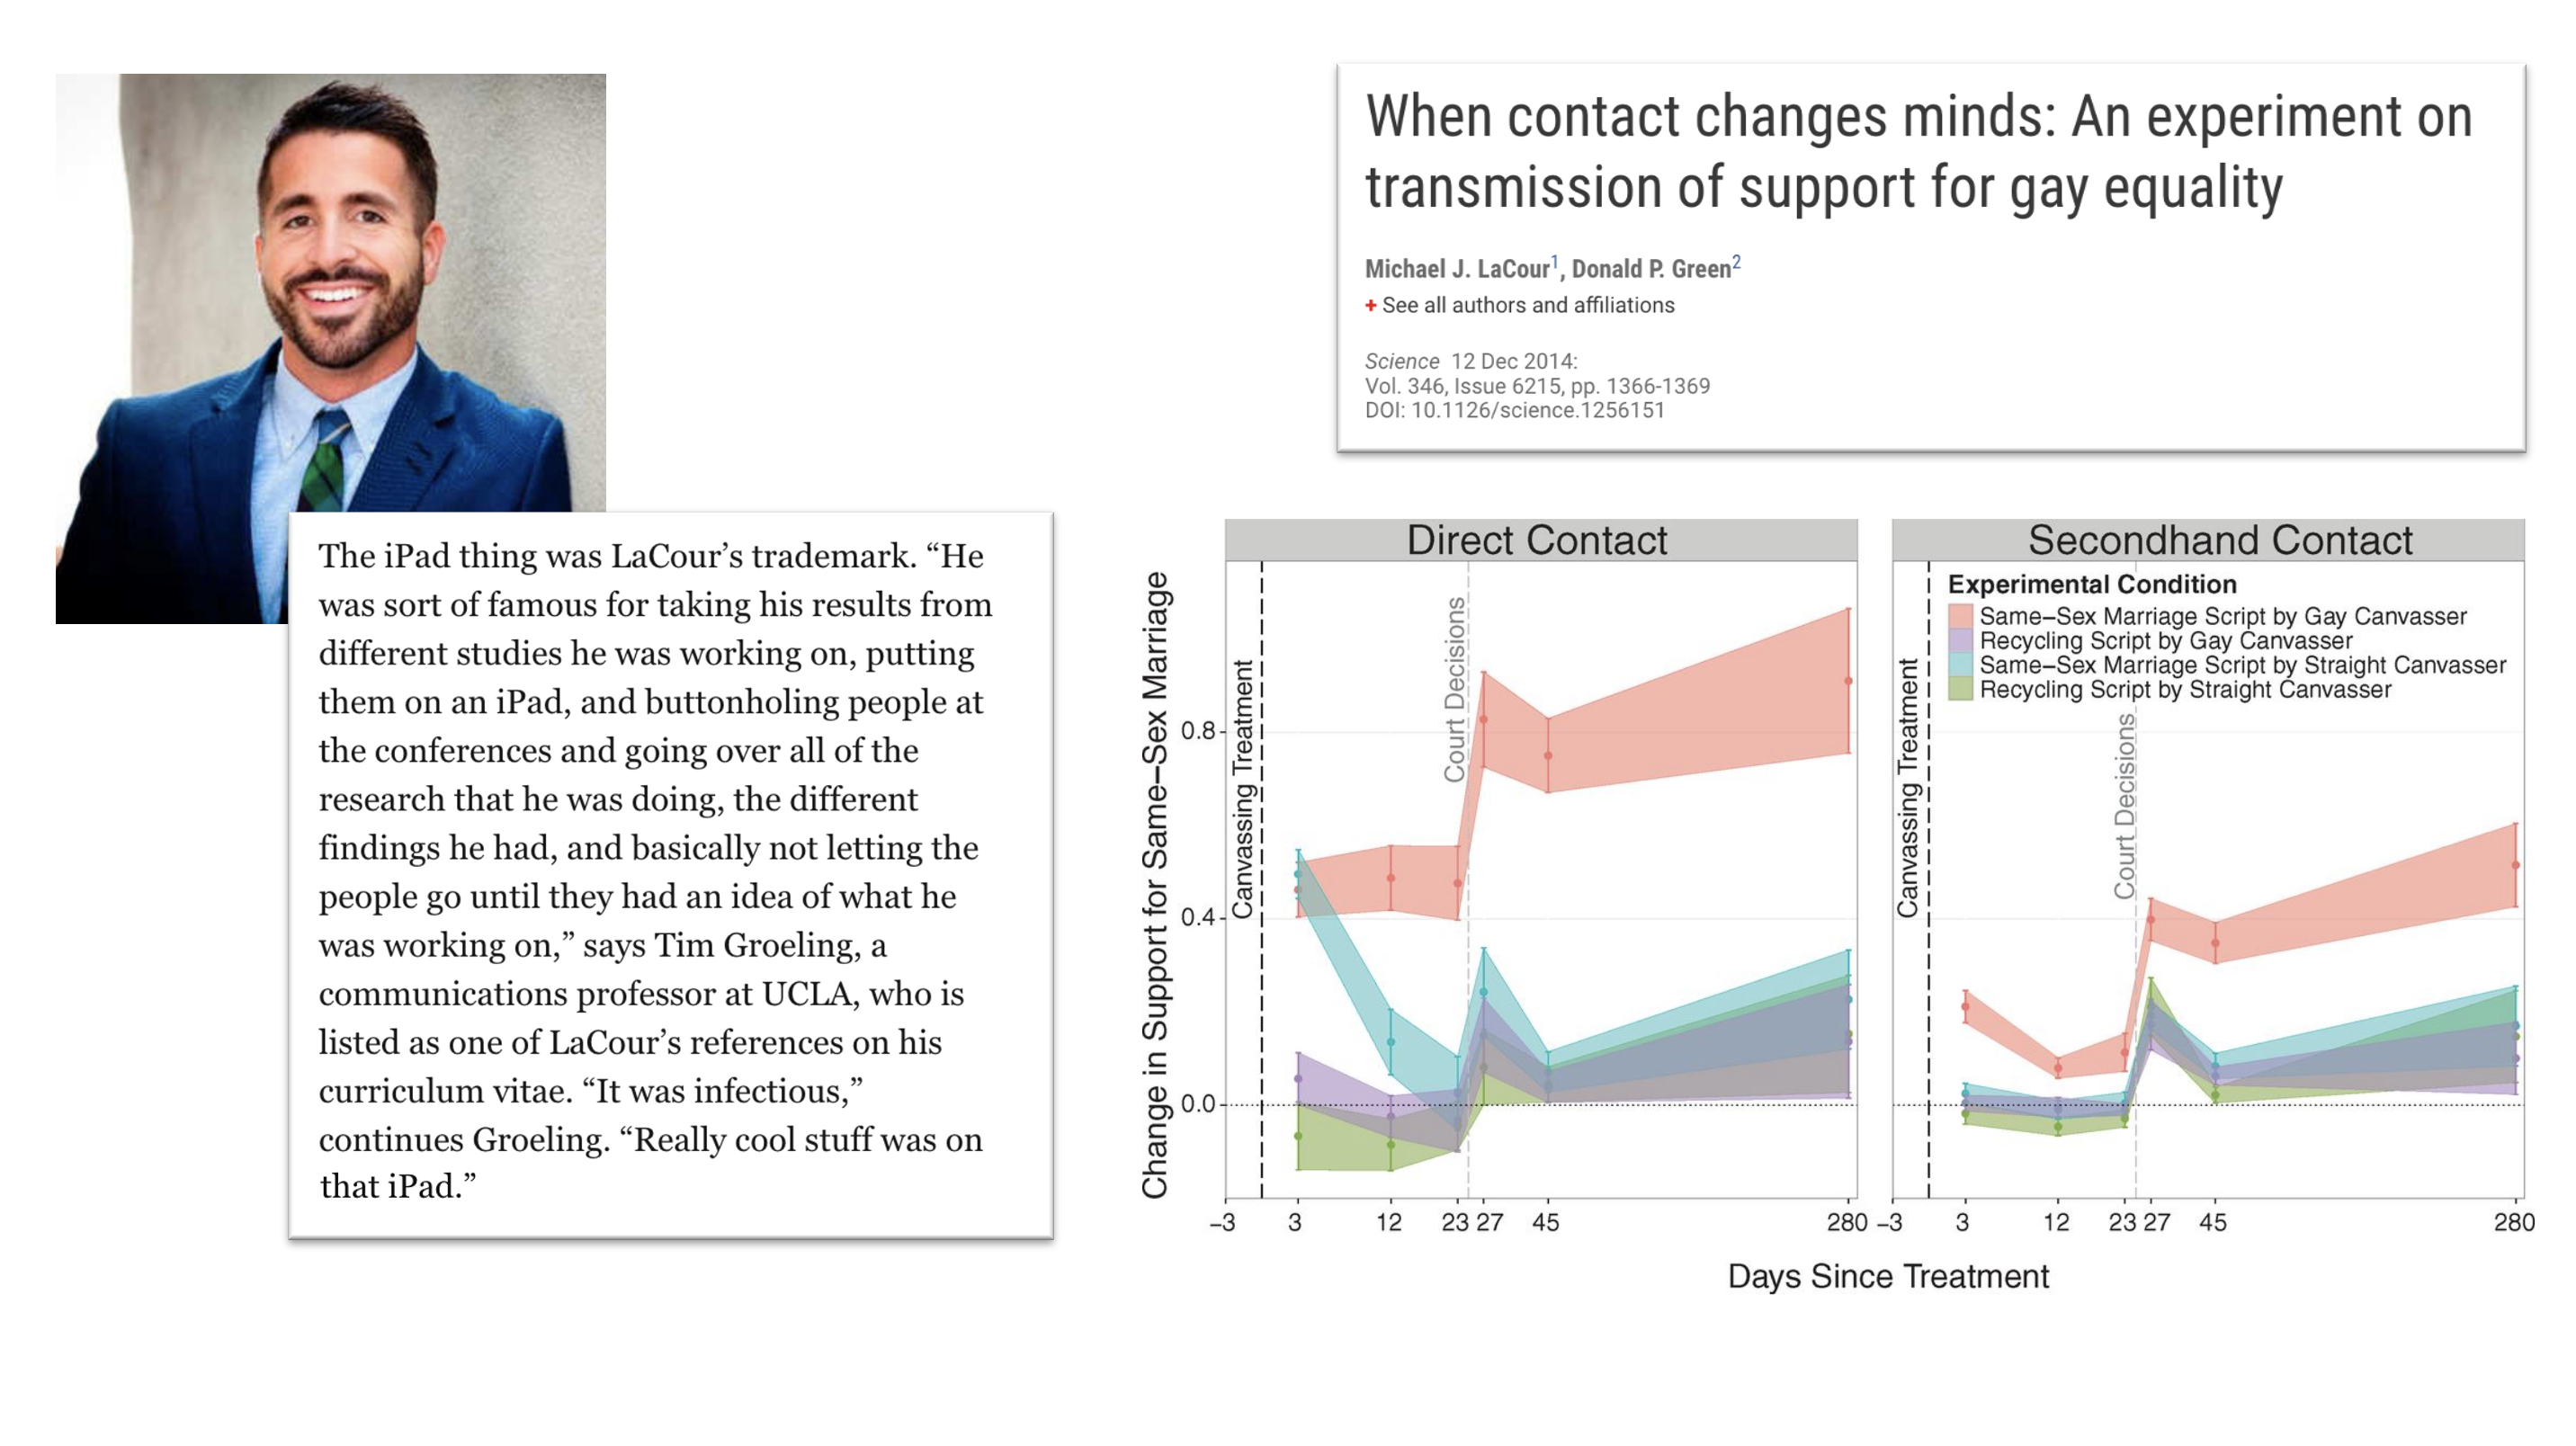 When contact changes minds: An experiment on
transmission of support for gay equality
Michael J. LaCour1, Donald P. Green2
+ See all authors and affiliations
Science 12 Dec 2014:
Vol. 346, Issue 6215, pp. 1366-1369
DOI: 10.1126/science.1256151
The iPad thing was LaCour’s trademark. “He
was sort of famous for taking his results from
different studies he was working on, putting
them on an iPad, and buttonholing people at
the conferences and going over all of the
research that he was doing, the different
findings he had, and basically not letting the
people go until they had an idea of what he
was working on,” says Tim Groeling, a
communications professor at UCLA, who is
listed as one of LaCour’s references on his
curriculum vitae. “It was infectious,”
continues Groeling. “Really cool stuff was on
that iPad.”
Direct Contact
Secondhand Contact
Change in Support for Same–Sex Marriage
0.8
0.4
0.0
Canvassing Treatment
Court Decisions
Canvassing Treatment
Court Decisions
Experimental Condition
Same–Sex Marriage Script by Gay Canvasser
Recycling Script by Gay Canvasser
Same–Sex Marriage Script by Straight Canvasser
Recycling Script by Straight Canvasser
−3 3 12 23 27 45 280
−3 3 12 23 27 45 280
Days Since Treatment